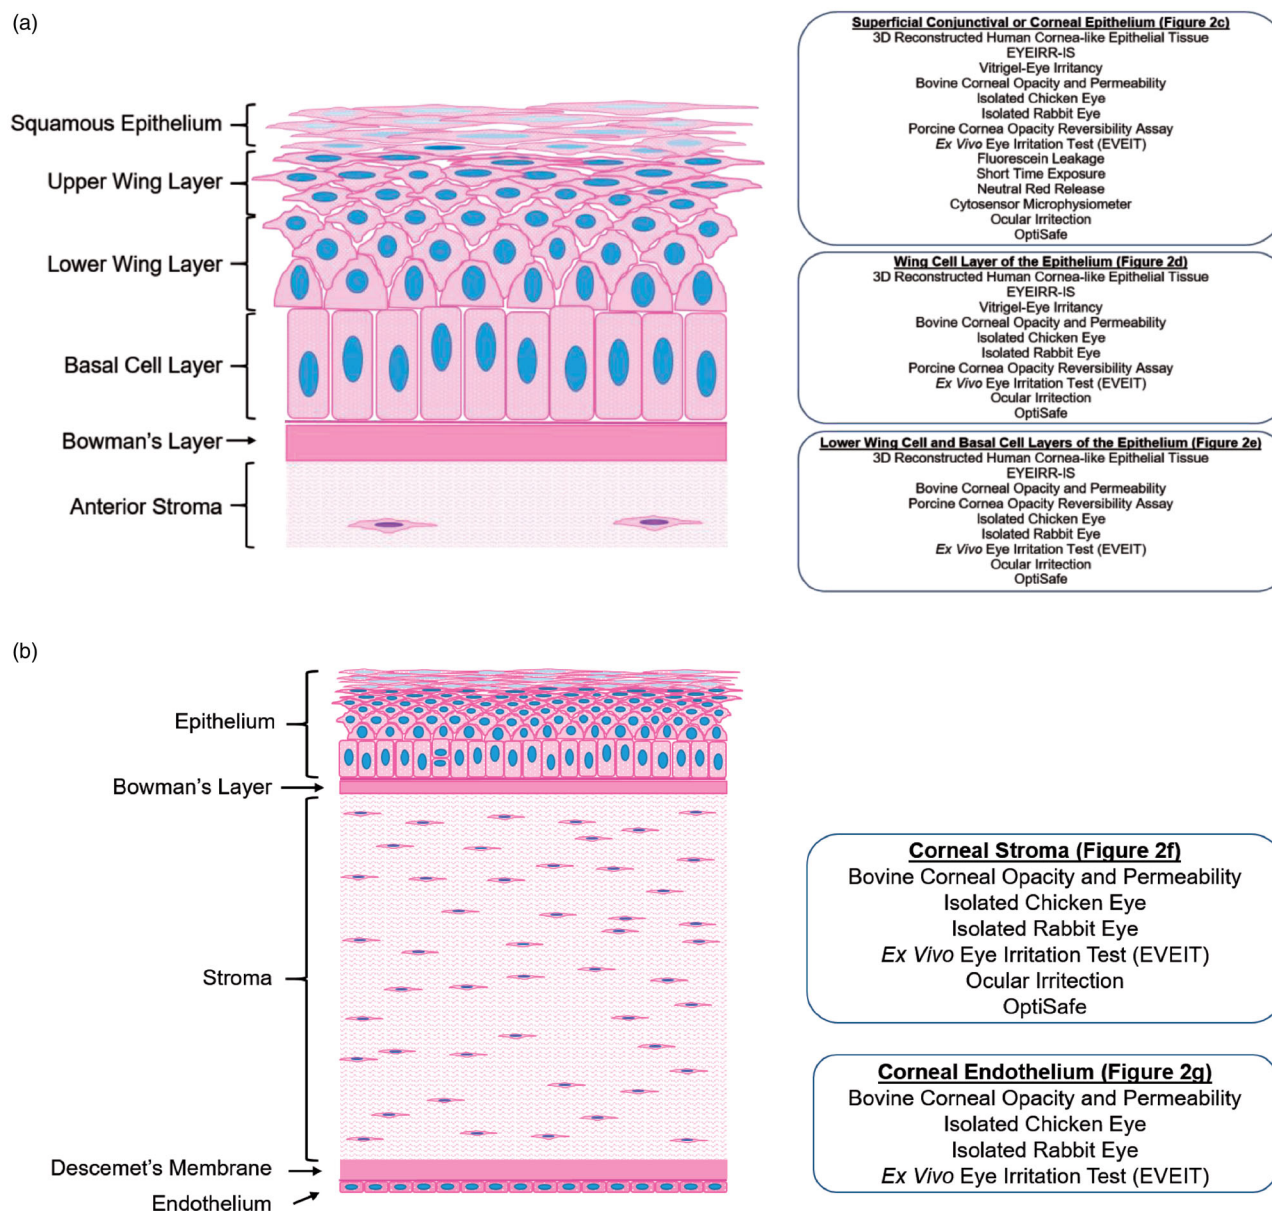 (a)
Squamous Epithelium
Upper Wing Layer
Lower Wing Layer
Basal Cell Layer
Bowman's Layer
Anterior Stroma
Superficial Conjunctival or Corneal Epithelium (Figure 2c)
3D Reconstructed Human Cornea-like Epithelial Tissue
EYEIRR-IS
Vitrigel-Eye Irritancy
Bovine Corneal Opacity and Permeability
Isolated Chicken Eye
Isolated Rabbit Eye
Porcine Cornea Opacity Reversibility Assay
Ex Vivo Eye Irritation Test (EVEIT)
Fluorescein Leakage
Short Time Exposure
Neutral Red Release
Cytosensor Microphysiometer
Ocular Irritection
OptiSafe
Wing Cell Layer of the Epithelium (Figure 2d)
3D Reconstructed Human Cornea-like Epithelial Tissue
EYEIRR-IS
Vitrigel-Eye Irritancy
Bovine Corneal Opacity and Permeability
Isolated Chicken Eye
Isolated Rabbit Eye
Porcine Cornea Opacity Reversibility Assay
Ex Vivo Eye Irritation Test (EVEIT)
Ocular Irritection
OptiSafe
Lower Wing Cell and Basal Cell Layers of the Epithelium (Figure 2e)
3D Reconstructed Human Cornea-like Epithelial Tissue
EYEIRR-IS
Bovine Corneal Opacity and Permeability
Porcine Cornea Opacity Reversibility Assay
Isolated Chicken Eye
Isolated Rabbit Eye
Ex Vivo Eye Irritation Test (EVEIT)
Ocular Irritection
OptiSafe
(b)
Epithelium
Bowman's Layer
Stroma
Descemet's Membrane
Endothelium
Corneal Stroma (Figure 2f)
Bovine Corneal Opacity and Permeability
Isolated Chicken Eye
Isolated Rabbit Eye
Ex Vivo Eye Irritation Test (EVEIT)
Ocular Irritection
OptiSafe
Corneal Endothelium (Figure 2g)
Bovine Corneal Opacity and Permeability
Isolated Chicken Eye
Isolated Rabbit Eye
Ex Vivo Eye Irritation Test (EVEIT)